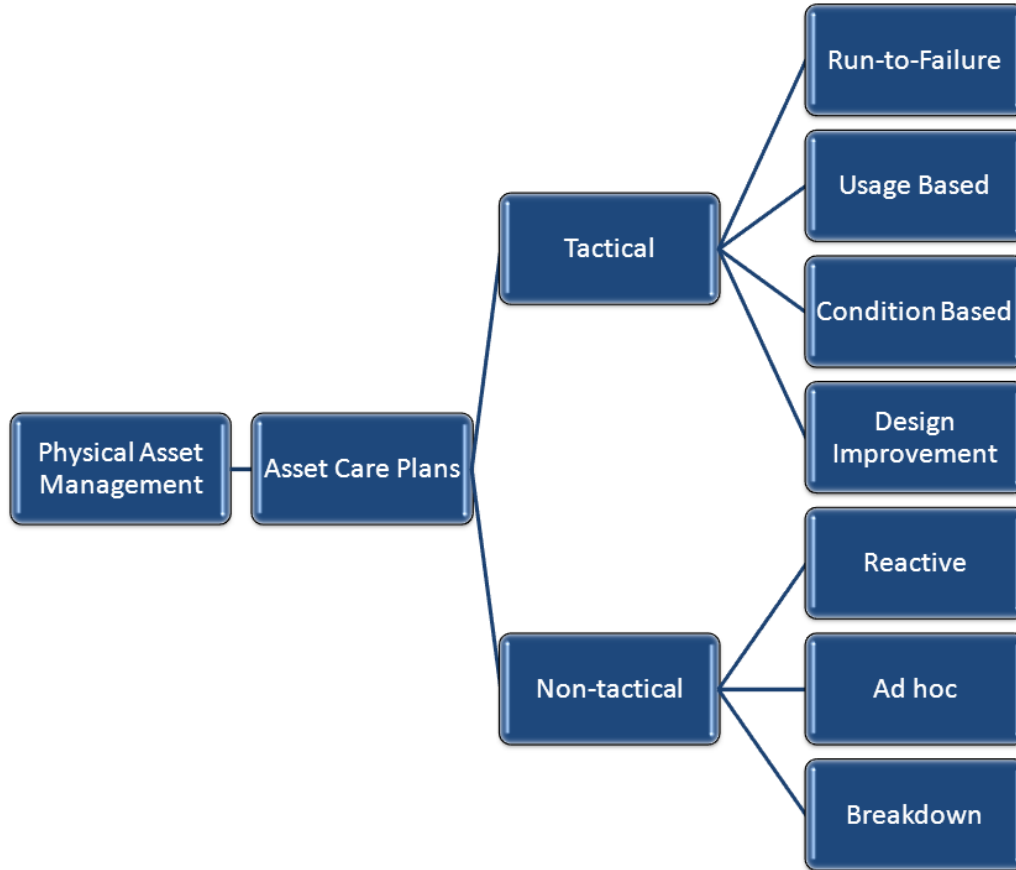 Physical Asset
Management
Asset Care Plans
Tactical
Run-to-Failure
Usage Based
Condition Based
Design
Improvement
Non-tactical
Reactive
Ad hoc
Breakdown